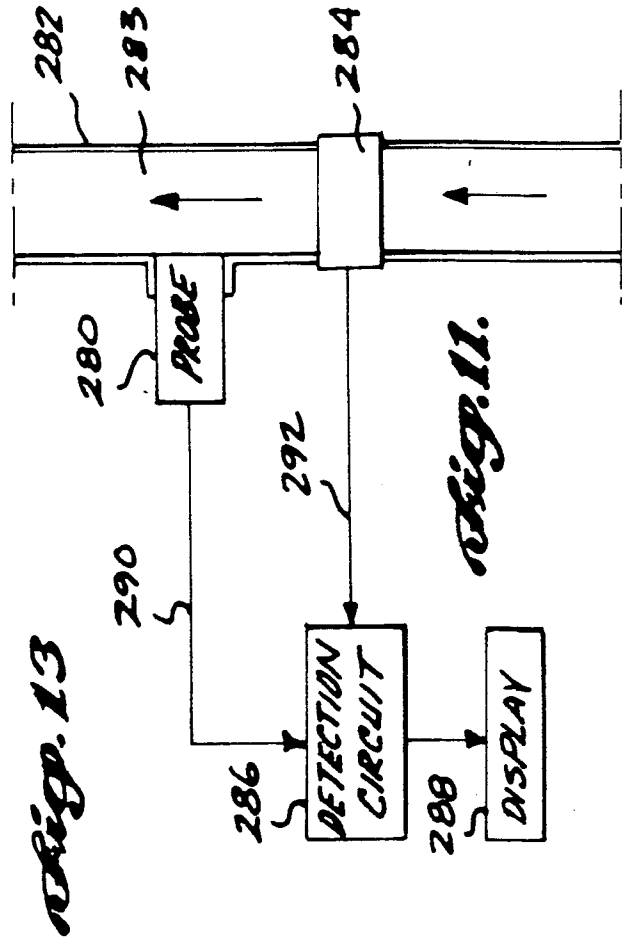 Fig. 13
282
280
283
290
PROBE
286
292
284
DETECTION
CIRCUIT
288
Fig. 11.
DISPLAY